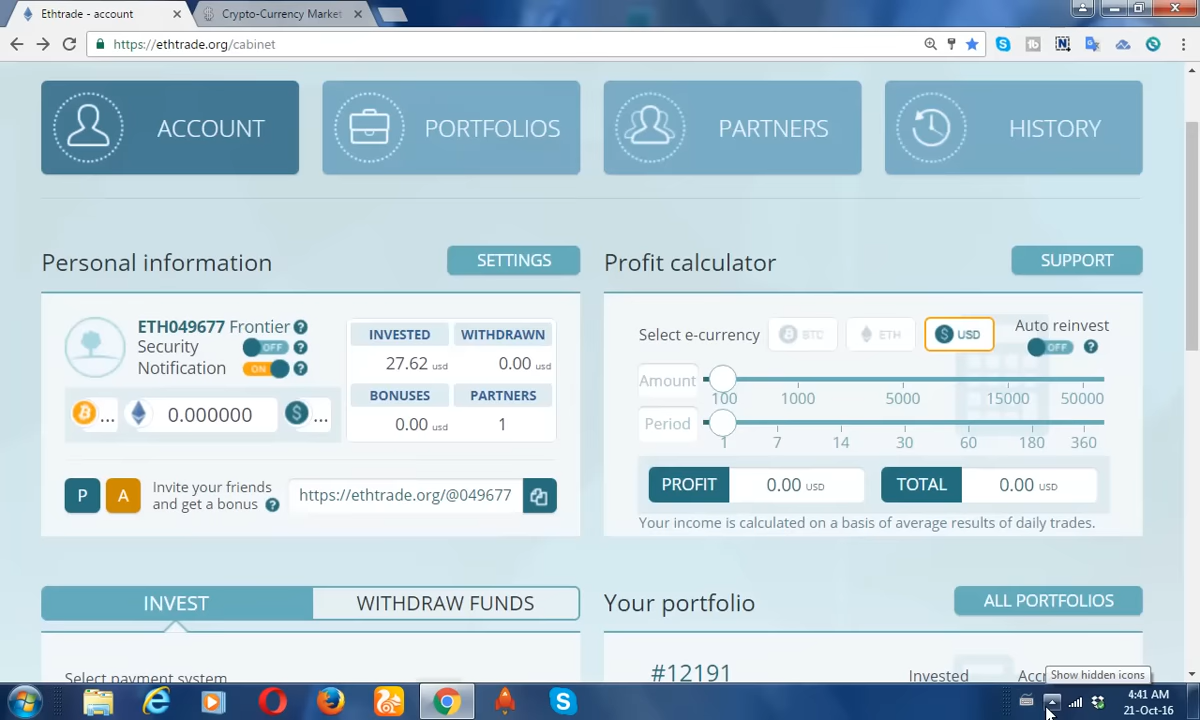 Ethtrade - account
Crypto-Currency Market
https://ethtrade.org/cabinet
ACCOUNT
PORTFOLIOS
PARTNERS
HISTORY
Personal information
SETTINGS
ETH049677 Frontier ?
Security OFF ?
Notification ON ?
... 0.000000 ...
INVESTED WITHDRAWN
27.62 usd 0.00 usd
BONUSES PARTNERS
0.00 usd 1
P A
Invite your friends
and get a bonus ?
https://ethtrade.org/@049677
Profit calculator
SUPPORT
Select e-currency
BTC
ETH
USD
Auto reinvest
OFF ?
Amount
100 1000 5000 15000 50000
Period
1 7 14 30 60 180 360
PROFIT 0.00 USD
TOTAL 0.00 USD
Your income is calculated on a basis of average results of daily trades.
INVEST WITHDRAW FUNDS
Select payment system
Your portfolio
ALL PORTFOLIOS
#12191
Invested
Show hidden icons
4:41 AM
21-Oct-16